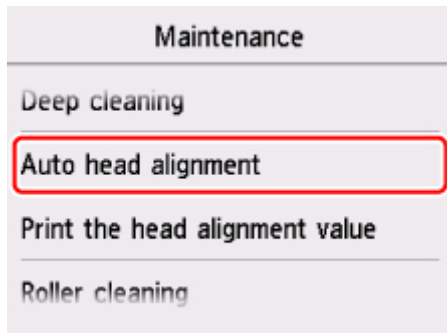 Maintenance
Deep cleaning
Auto head alignment
Print the head alignment value
Roller cleaning